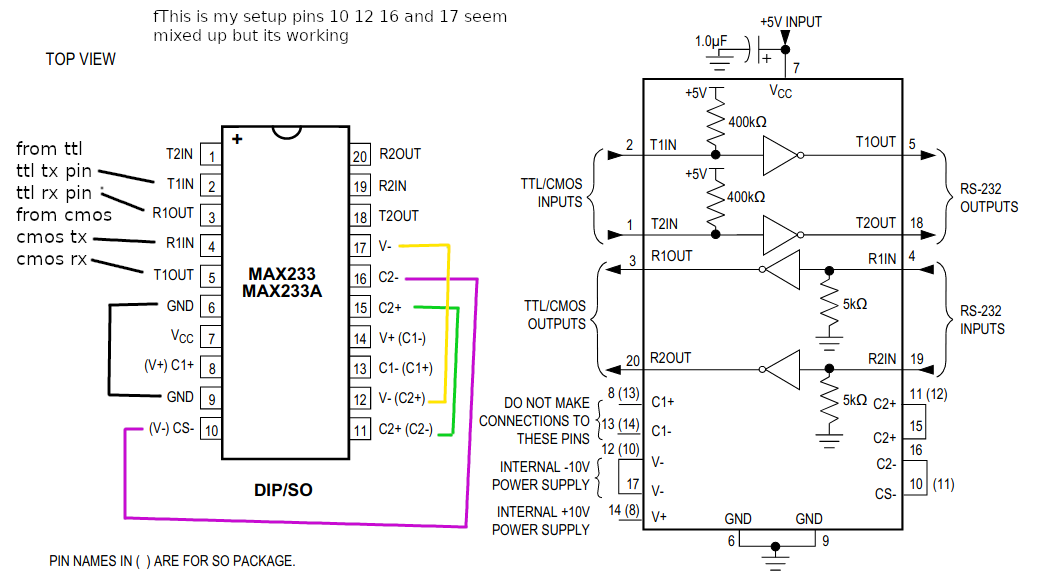 fThis is my setup pins 10 12 16 and 17 seem
mixed up but its working
TOP VIEW
from ttl
ttl tx pin
ttl rx pin
from cmos
cmos tx
cmos rx
+
T2IN 1
T1IN 2
R1OUT 3
R1IN 4
T1OUT 5
GND 6
VCC 7
(V+) C1+ 8
GND 9
(V-) CS- 10
MAX233
MAX233A
20 R2OUT
19 R2IN
18 T2OUT
17 V-
16 C2-
15 C2+
14 V+ (C1-)
13 C1- (C1+)
12 V- (C2+)
11 C2+ (C2-)
DIP/SO
PIN NAMES IN ( ) ARE FOR SO PACKAGE.
+5V INPUT
1.0µF
+
7
VCC
+5V
400kΩ
2 T1IN T1OUT 5
+5V
400kΩ
TTL/CMOS
INPUTS
RS-232
OUTPUTS
1 T2IN T2OUT 18
3 R1OUT R1IN 4
5kΩ
TTL/CMOS
OUTPUTS
RS-232
INPUTS
20 R2OUT R2IN 19
5kΩ
DO NOT MAKE
CONNECTIONS TO
THESE PINS
8 (13) C1+
13 (14) C1-
INTERNAL -10V
POWER SUPPLY
12 (10) V-
17 V-
INTERNAL +10V
POWER SUPPLY
14 (8) V+
C2+ 11 (12)
C2+ 15
C2- 16
CS- 10 (11)
GND GND
6 9